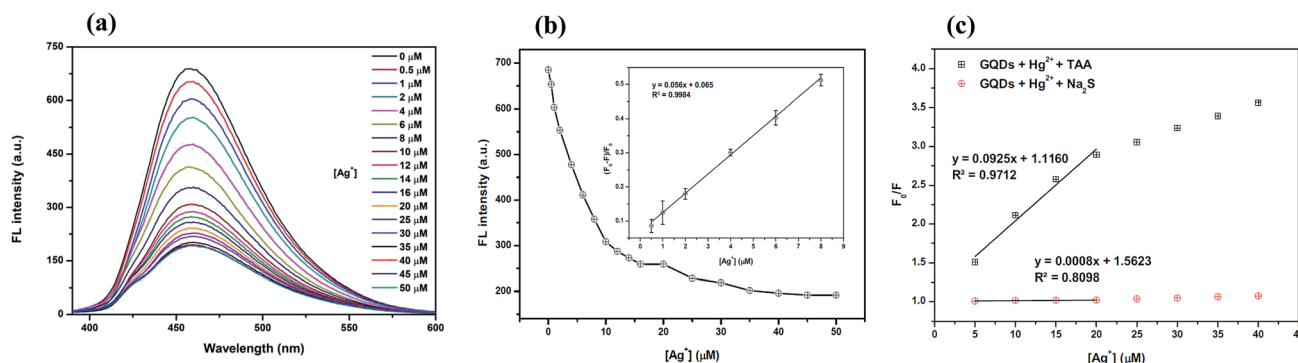 (a)
750
600
450
300
150
0
FL intensity (a.u.)
400
450
500
550
600
Wavelength (nm)
[Ag⁺]
0 μM
0.5 μM
1 μM
2 μM
4 μM
6 μM
8 μM
10 μM
12 μM
14 μM
16 μM
20 μM
25 μM
30 μM
35 μM
40 μM
45 μM
50 μM
(b)
700
600
500
400
300
200
FL intensity (a.u.)
0
10
20
30
40
50
[Ag⁺] (μM)
y = 0.056x + 0.065
R² = 0.9984
0.5
0.4
0.3
0.2
0.1
(F₀-F)/F₀
0 1 2 3 4 5 6 7 8 9
[Ag⁺] (μM)
(c)
GQDs + Hg²⁺ + TAA
GQDs + Hg²⁺ + Na₂S
4.0
3.5
3.0
2.5
2.0
1.5
1.0
F₀/F
y = 0.0925x + 1.1160
R² = 0.9712
y = 0.0008x + 1.5623
R² = 0.8098
0 5 10 15 20 25 30 35 40
[Ag⁺] (μM)